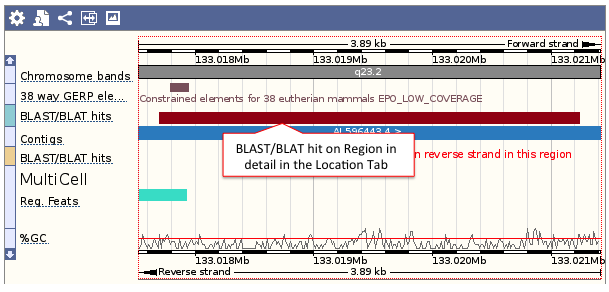 3.89 kb Forward strand
133.018Mb 133.019Mb 133.020Mb 133.021Mb
Chromosome bands q23.2
38 way GERP ele...
Constrained elements for 38 eutherian mammals EPO_LOW_COVERAGE
BLAST/BLAT hits
Contigs AL596443.4 >
BLAST/BLAT hit on Region in
detail in the Location Tab
BLAST/BLAT hits n reverse strand in this region
MultiCell
Reg. Feats
%GC
133.018Mb 133.019Mb 133.020Mb 133.021Mb
Reverse strand 3.89 kb